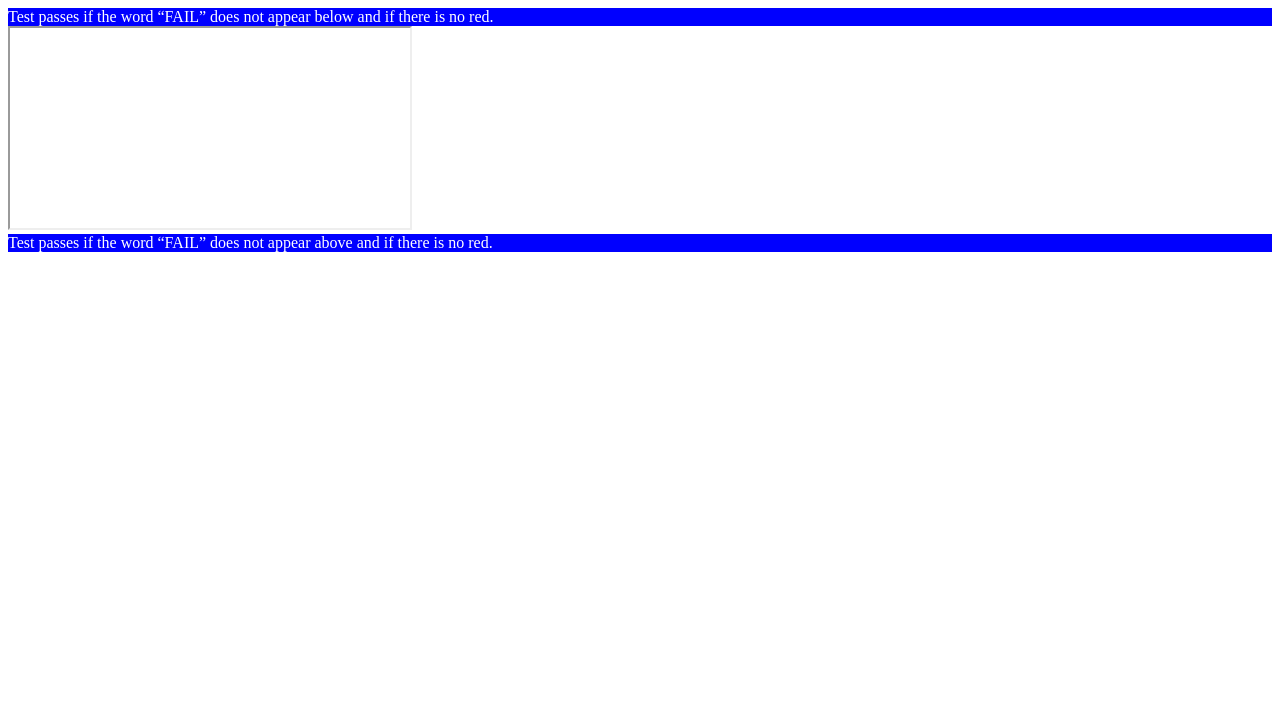 Test passes if the word “FAIL” does not appear below and if there is no red.
Test passes if the word “FAIL” does not appear above and if there is no red.